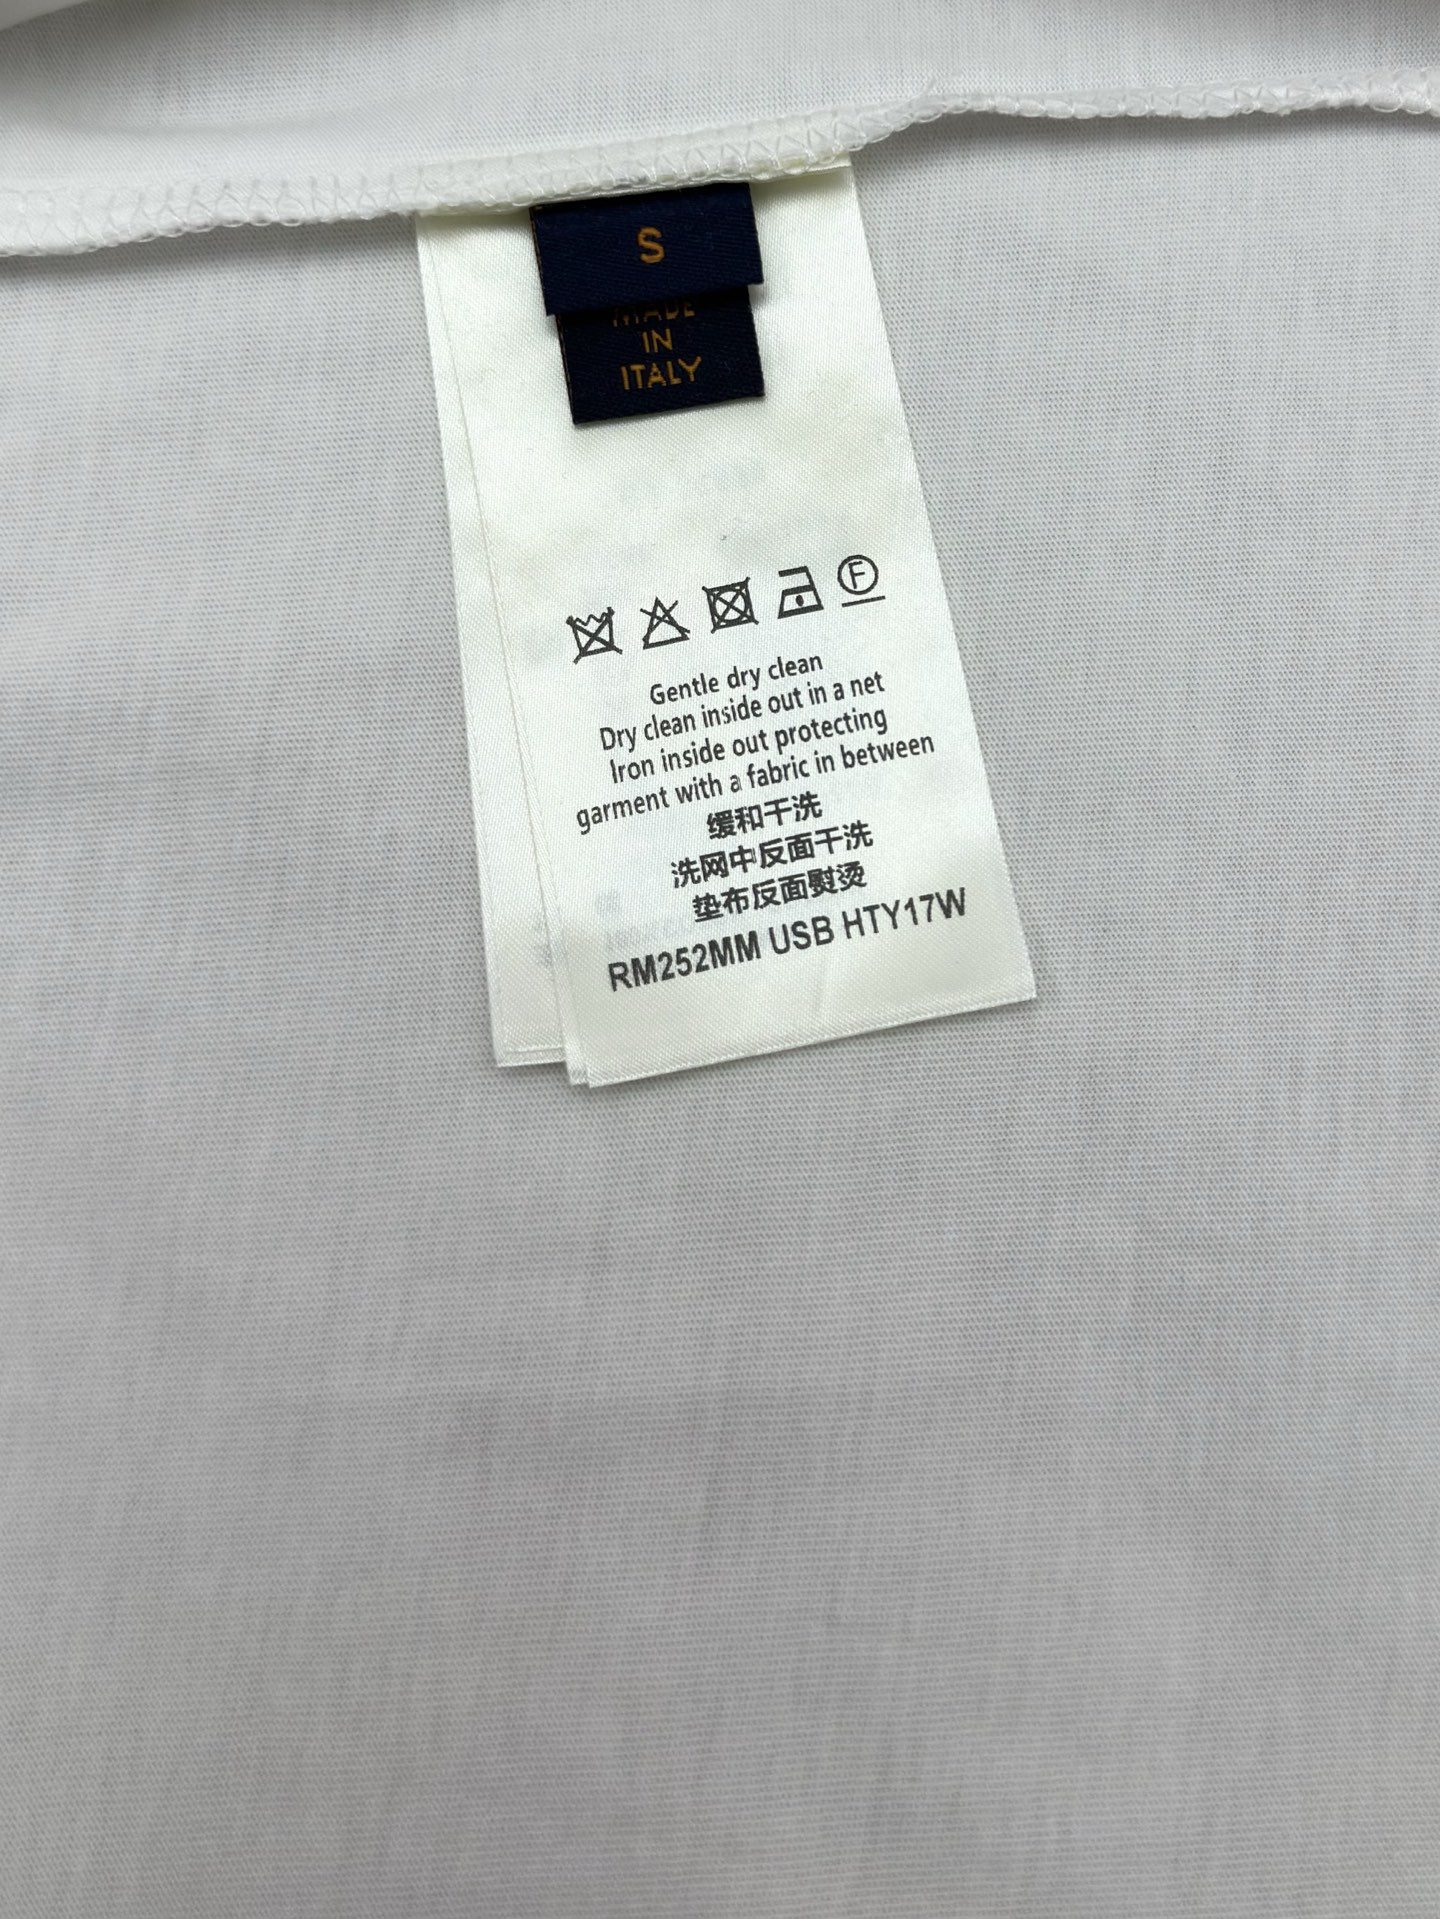 S
MADE
IN
ITALY
F
Gentle dry clean
Dry clean inside out in a net
Iron inside out protecting
garment with a fabric in between
缓和干洗
洗网中反面干洗
垫布反面熨烫
RM252MM USB HTY17W